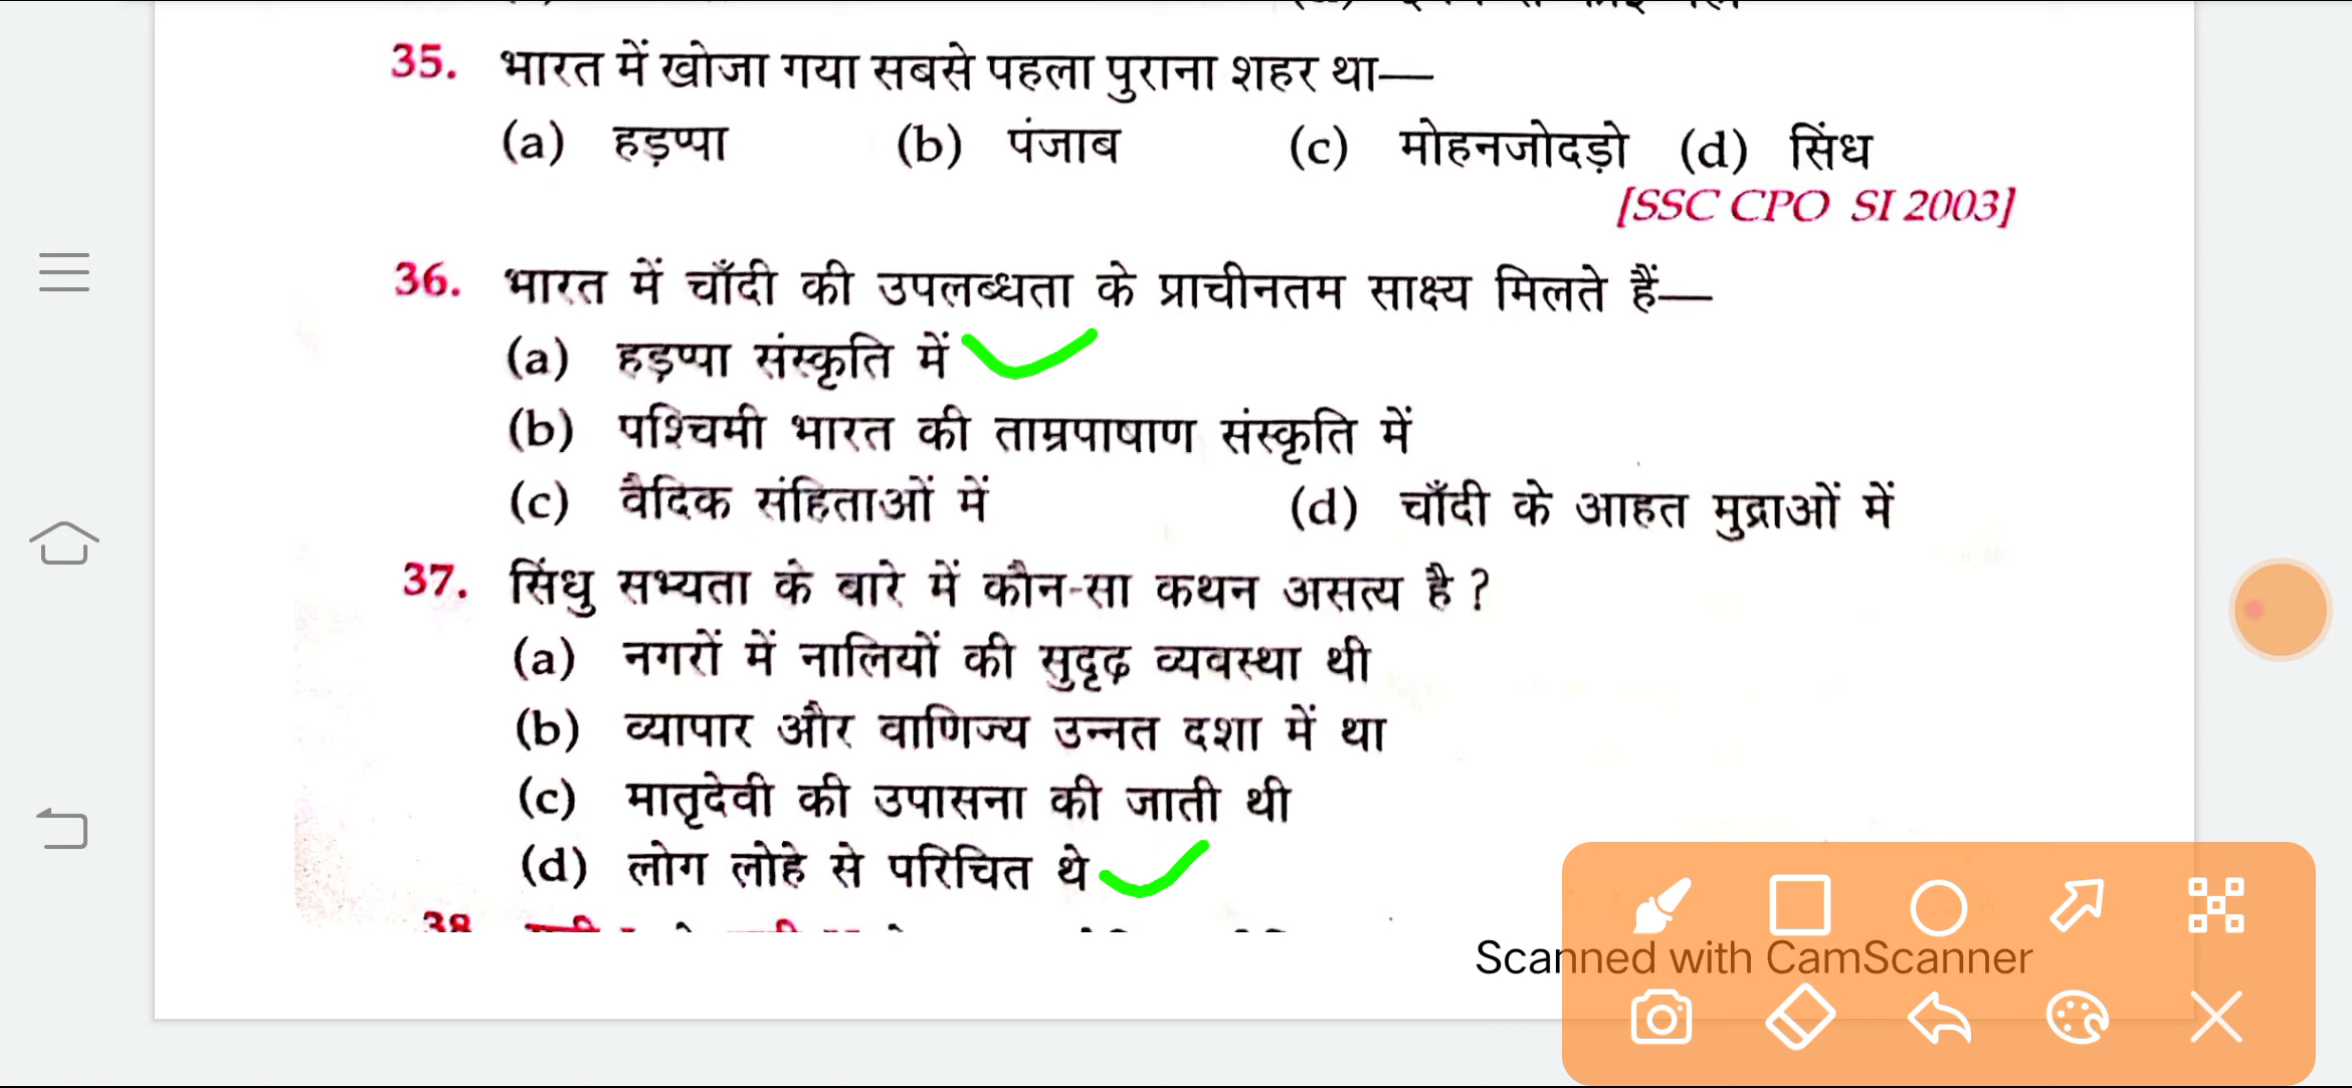 35. भारत में खोजा गया सबसे पहला पुराना शहर था—
(a) हड़प्पा (b) पंजाब (c) मोहनजोदड़ो (d) सिंध
[SSC CPO SI 2003]
36. भारत में चाँदी की उपलब्धता के प्राचीनतम साक्ष्य मिलते हैं—
(a) हड़प्पा संस्कृति में
(b) पश्चिमी भारत की ताम्रपाषाण संस्कृति में
(c) वैदिक संहिताओं में (d) चाँदी के आहत मुद्राओं में
37. सिंधु सभ्यता के बारे में कौन-सा कथन असत्य है ?
(a) नगरों में नालियों की सुदृढ़ व्यवस्था थी
(b) व्यापार और वाणिज्य उन्नत दशा में था
(c) मातृदेवी की उपासना की जाती थी
(d) लोग लोहे से परिचित थे
38
Scanned with CamScanner